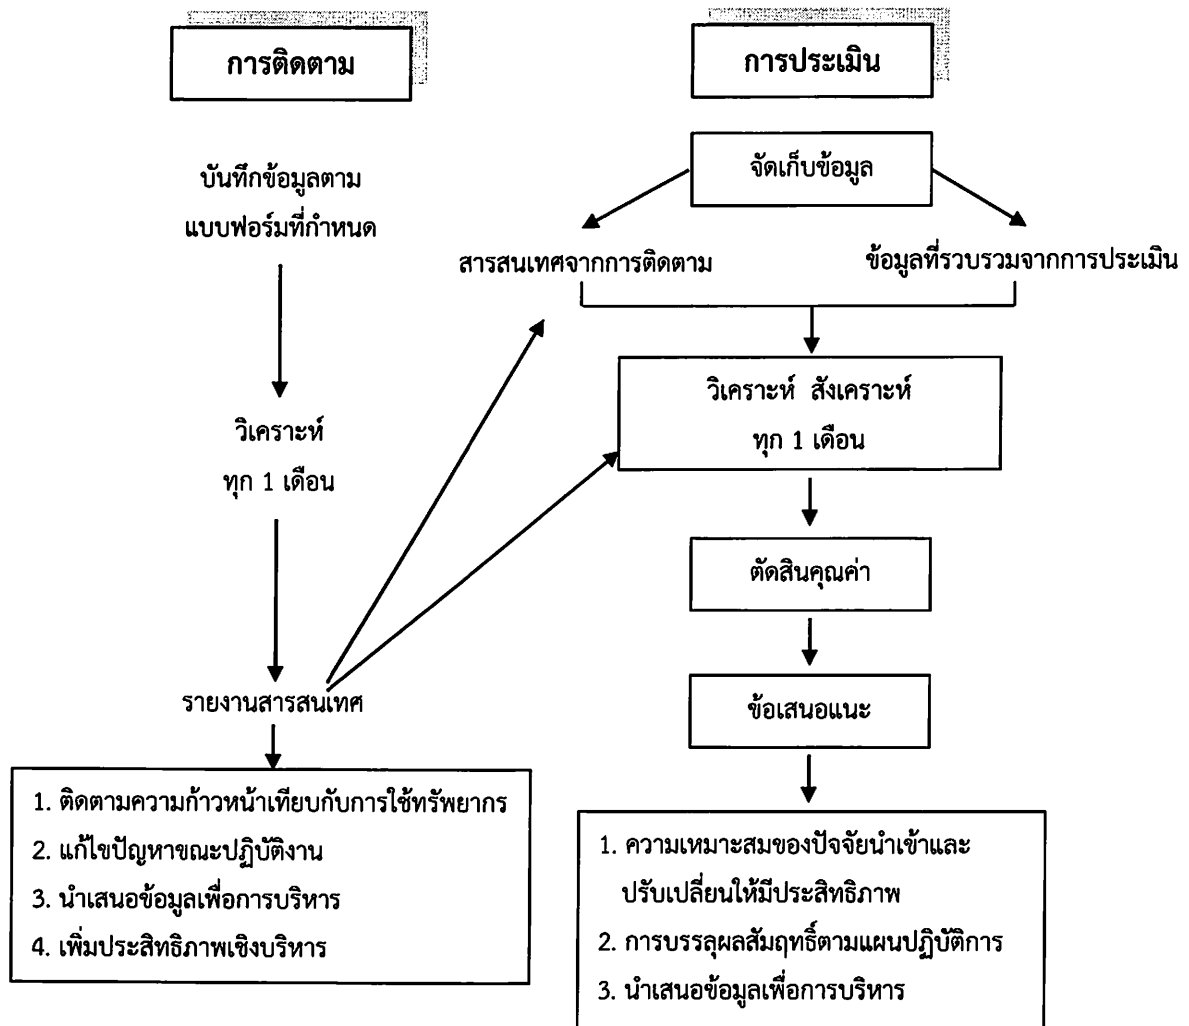 การติดตาม
บันทึกข้อมูลตาม
แบบฟอร์มที่กำหนด
วิเคราะห์
ทุก 1 เดือน
รายงานสารสนเทศ
1. ติดตามความก้าวหน้าเทียบกับการใช้ทรัพยากร
2. แก้ไขปัญหาขณะปฏิบัติงาน
3. นำเสนอข้อมูลเพื่อการบริหาร
4. เพิ่มประสิทธิภาพเชิงบริหาร
การประเมิน
จัดเก็บข้อมูล
สารสนเทศจากการติดตาม
ข้อมูลที่รวบรวมจากการประเมิน
วิเคราะห์ สังเคราะห์
ทุก 1 เดือน
ตัดสินคุณค่า
ข้อเสนอแนะ
1. ความเหมาะสมของปัจจัยนำเข้าและ
ปรับเปลี่ยนให้มีประสิทธิภาพ
2. การบรรลุผลสัมฤทธิ์ตามแผนปฏิบัติการ
3. นำเสนอข้อมูลเพื่อการบริหาร